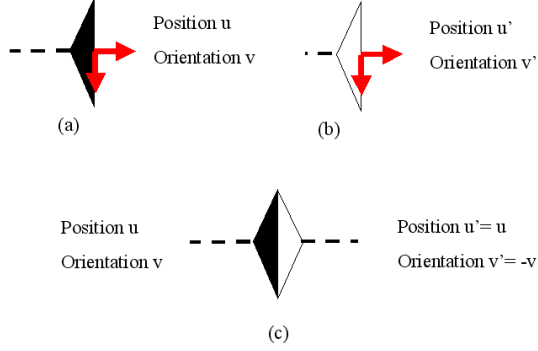 Position u
Orientation v
(a)
Position u’
Orientation v’
(b)
Position u
Orientation v
Position u’= u
Orientation v’= -v
(c)